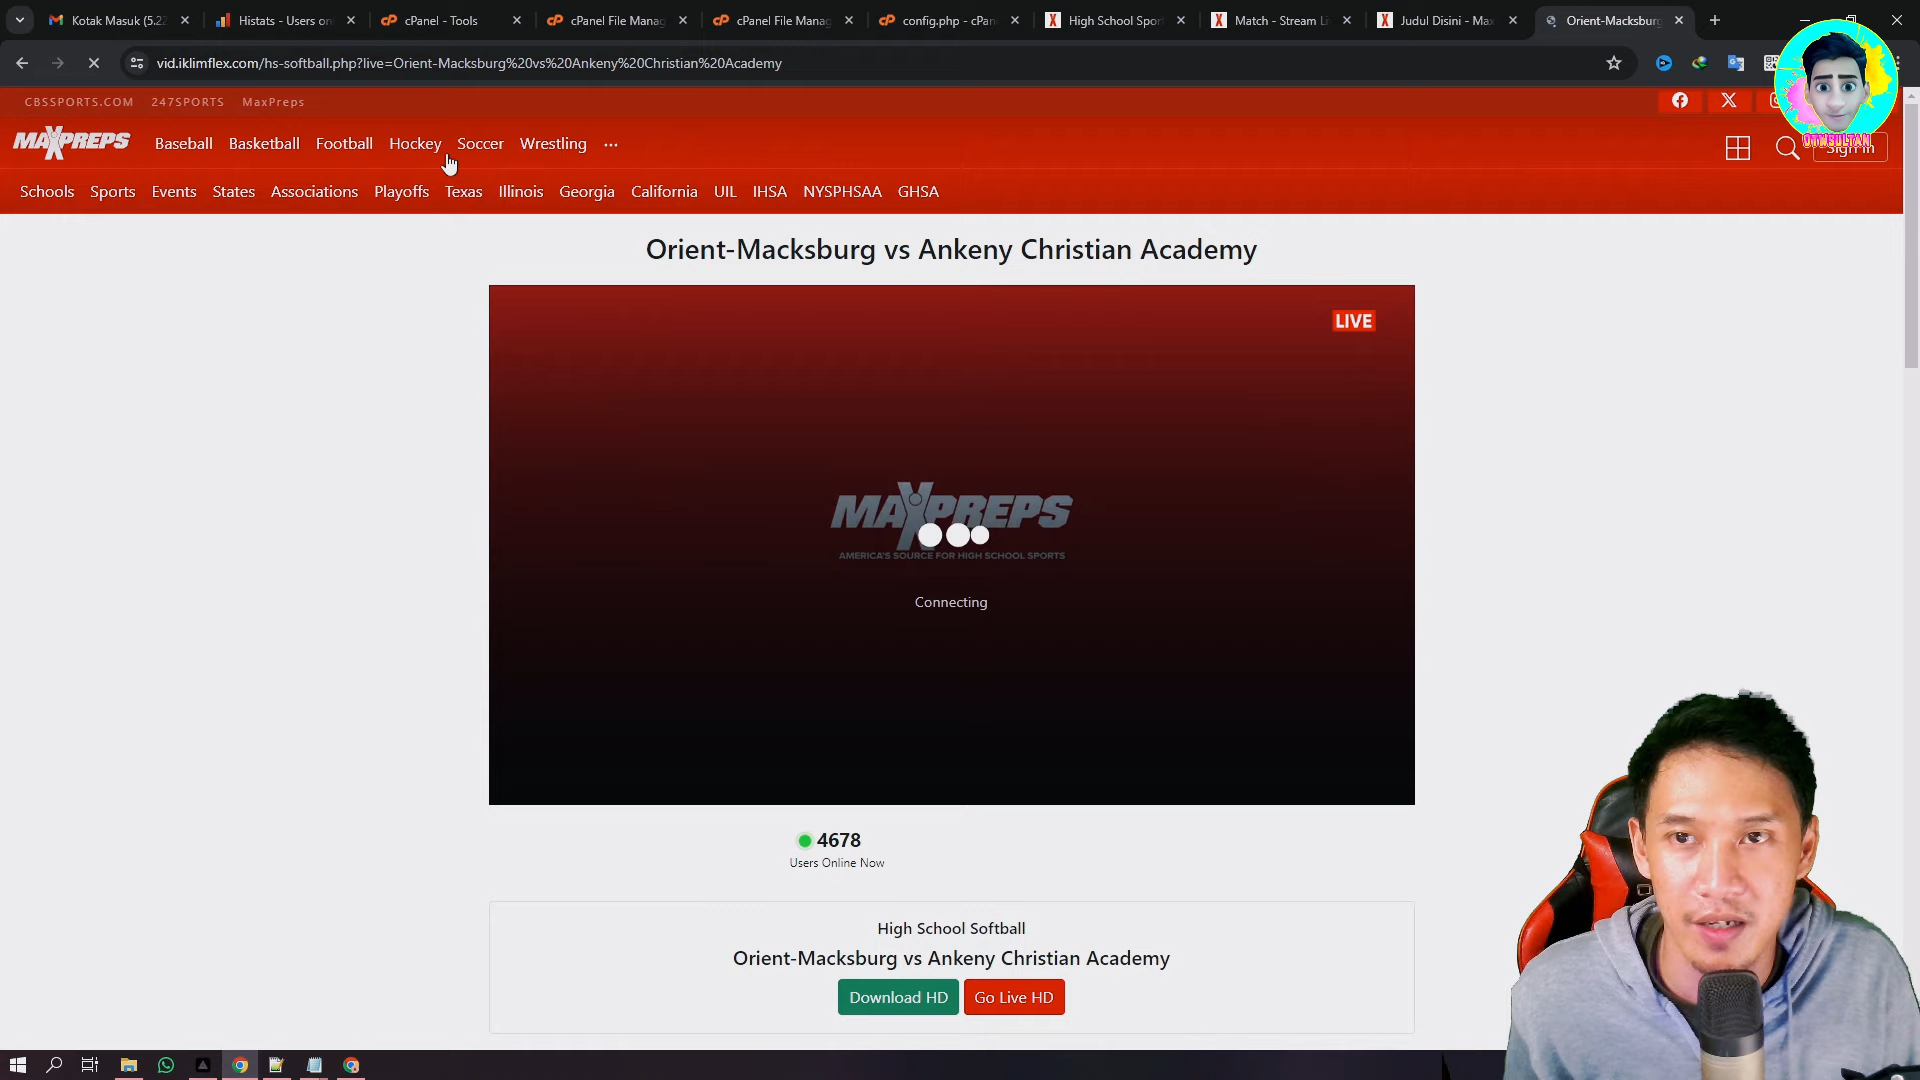 Kotak Masuk (5.22
Histats - Users on
cPanel - Tools
cPanel File Manag
cPanel File Manag
config.php - cPan
High School Spor
Match - Stream Li
Judul Disini - Max
Orient-Macksburg
vid.iklimflex.com/hs-softball.php?live=Orient-Macksburg%20vs%20Ankeny%20Christian%20Academy
CBSSPORTS.COM 247SPORTS MaxPreps
MAXPREPS Baseball Basketball Football Hockey Soccer Wrestling ...
OTWSULTAN
Sign In
Schools Sports Events States Associations Playoffs Texas Illinois Georgia California UIL IHSA NYSPHSAA GHSA
Orient-Macksburg vs Ankeny Christian Academy
LIVE
MAXPREPS
AMERICA'S SOURCE FOR HIGH SCHOOL SPORTS
Connecting
4678
Users Online Now
High School Softball
Orient-Macksburg vs Ankeny Christian Academy
Download HD Go Live HD